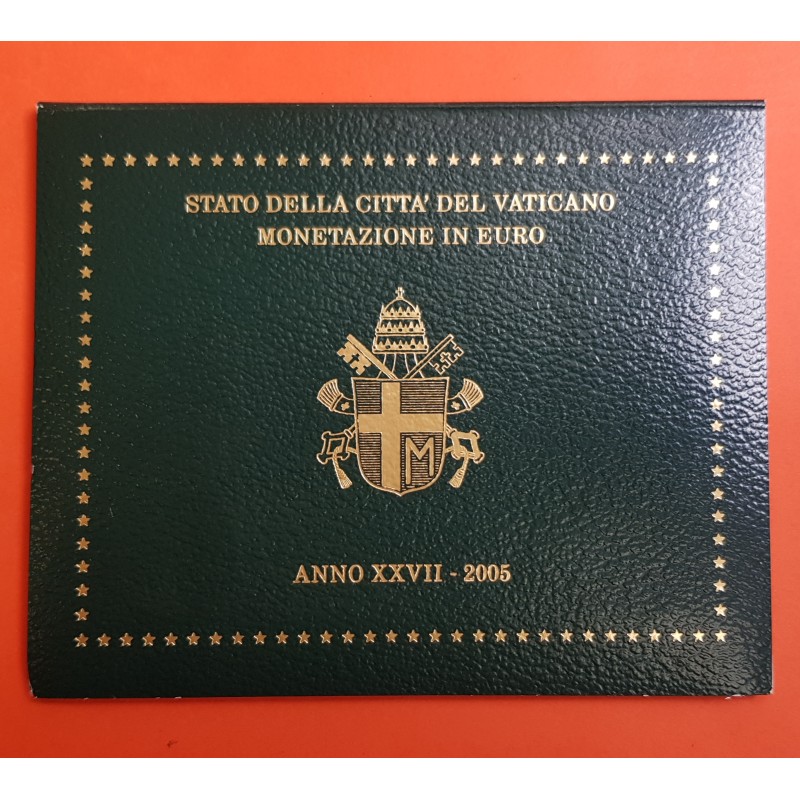 STATO DELLA CITTA' DEL VATICANO
MONETAZIONE IN EURO
M
ANNO XXVII - 2005